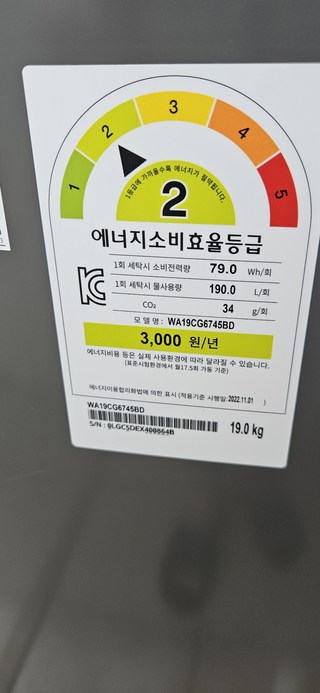 1 2 3 4 5
1등급에 가까울수록 에너지가 절약됩니다.
2
에너지소비효율등급
1회 세탁시 소비전력량 79.0 Wh/회
1회 세탁시 물사용량 190.0 L/회
CO₂ 34 g/회
모 델 명 : WA19CG6745BD
3,000 원/년
에너지비용 등은 실제 사용환경에 따라 달라질 수 있습니다.
(표준시험환경에서 월17.5회 가동 기준)
에너지이용합리화법에 의한 표시 (적용기준 시행일:2022.11.01 )
WA19CG6745BD
S/N : 0LGC5DEX400864B 19.0 kg